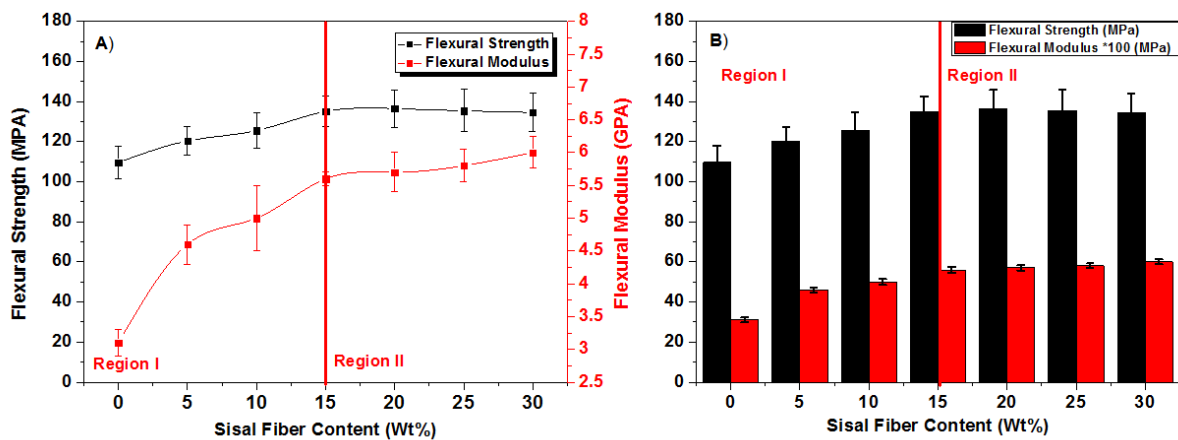 A)
Flexural Strength
Flexural Modulus
Flexural Strength (MPA)
180
160
140
120
100
80
60
40
20
0
8
7.5
7
6.5
6
5.5
5
4.5
4
3.5
3
2.5
Flexural Modulus (GPA)
Region I
Region II
0 5 10 15 20 25 30
Sisal Fiber Content (Wt%)
B)
Flexural Strength (MPa)
Flexural Modulus *100 (MPa)
Region I
Region II
180
160
140
120
100
80
60
40
20
0
0 5 10 15 20 25 30
Sisal Fiber Content (Wt%)